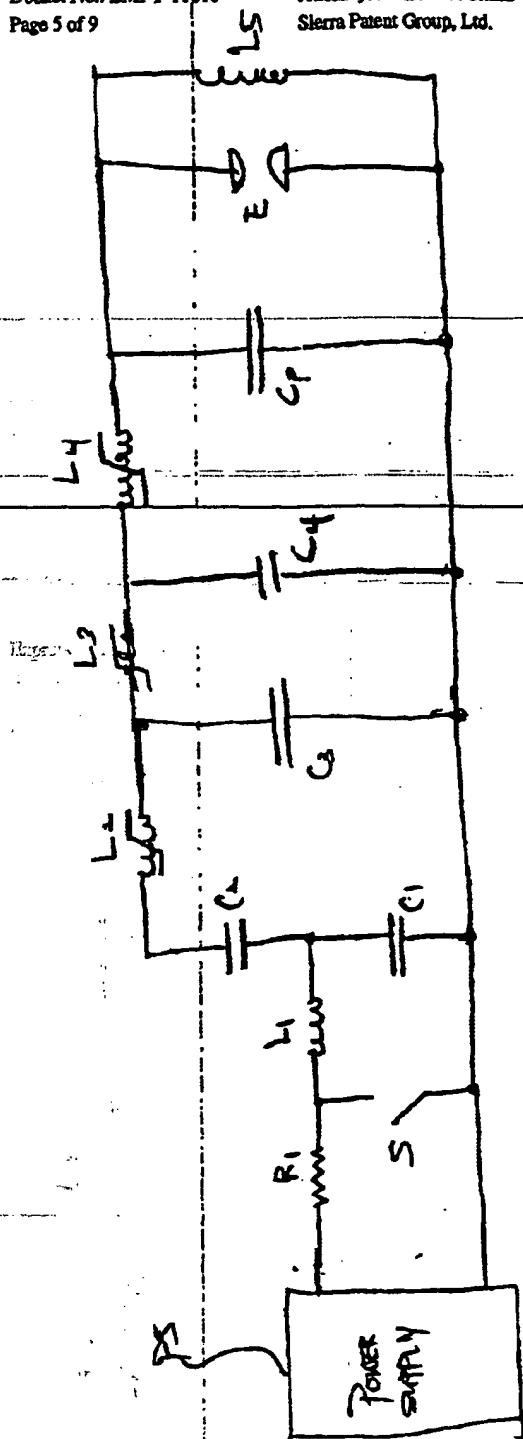 Page 5 of 9
Sierra Patent Group, Ltd.
L5
E
Cp
L4
C4
L3
C3
L2
C2
C1
L1
R1
S
PS
POWER
SUPPLY